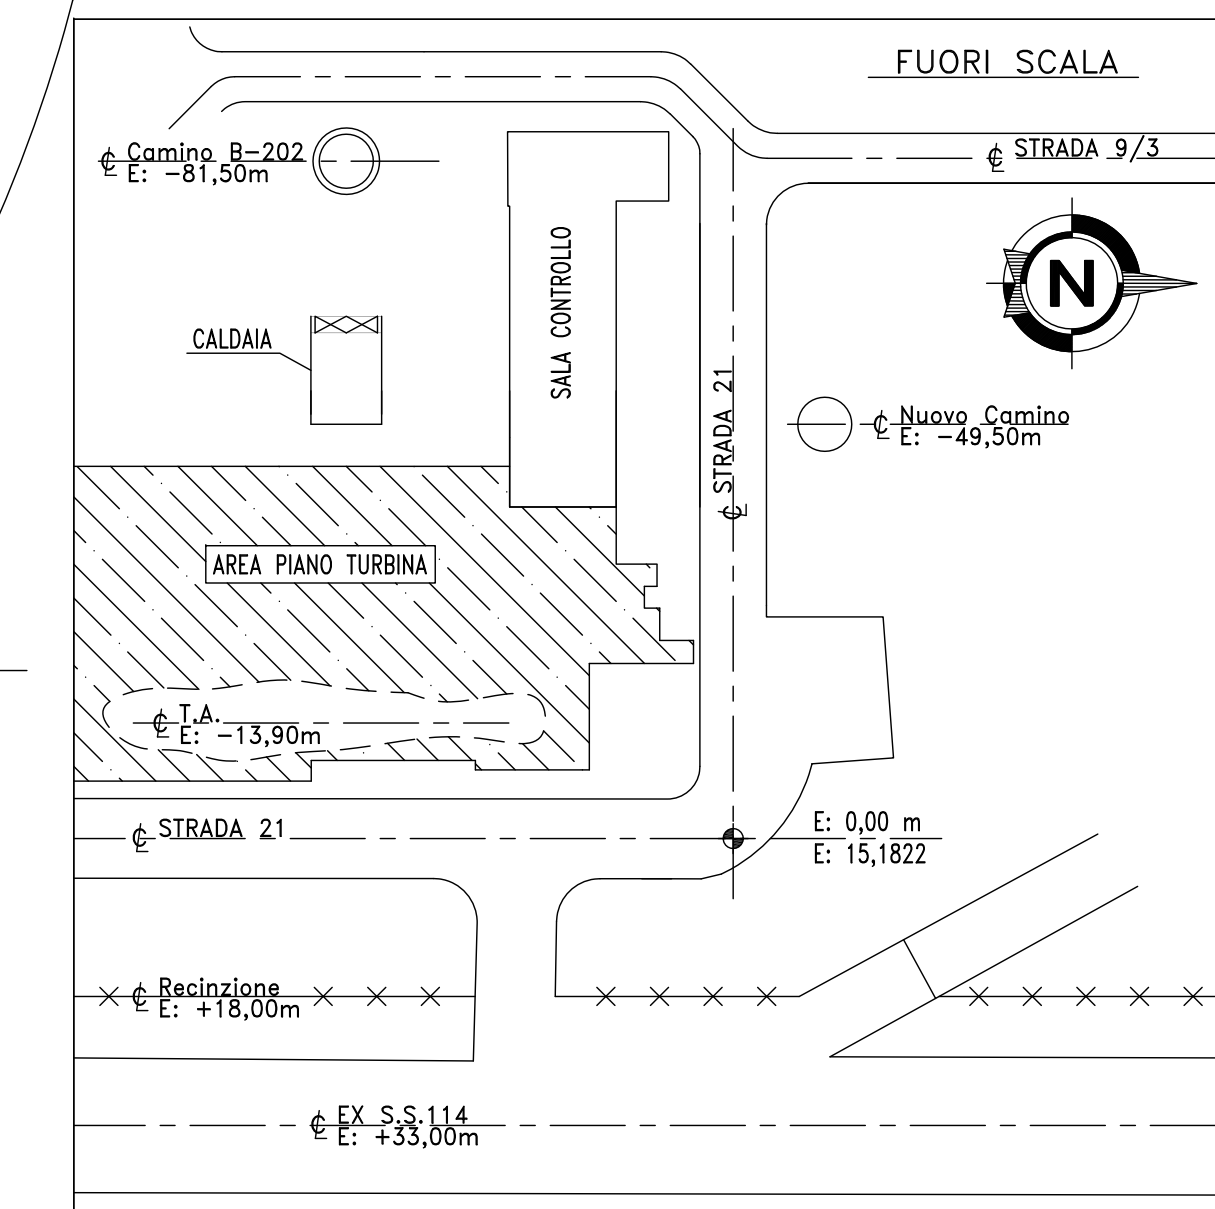 FUORI SCALA
℄ Camino B-202
E: -81,50m
℄ STRADA 9/3
SALA CONTROLLO
N
CALDAIA
℄ STRADA 21
℄ Nuovo Camino
E: -49,50m
AREA PIANO TURBINA
℄ T.A.
E: -13,90m
℄ STRADA 21
E: 0,00 m
E: 15,1822
℄ Recinzione
E: +18,00m
℄ EX S.S.114
E: +33,00m